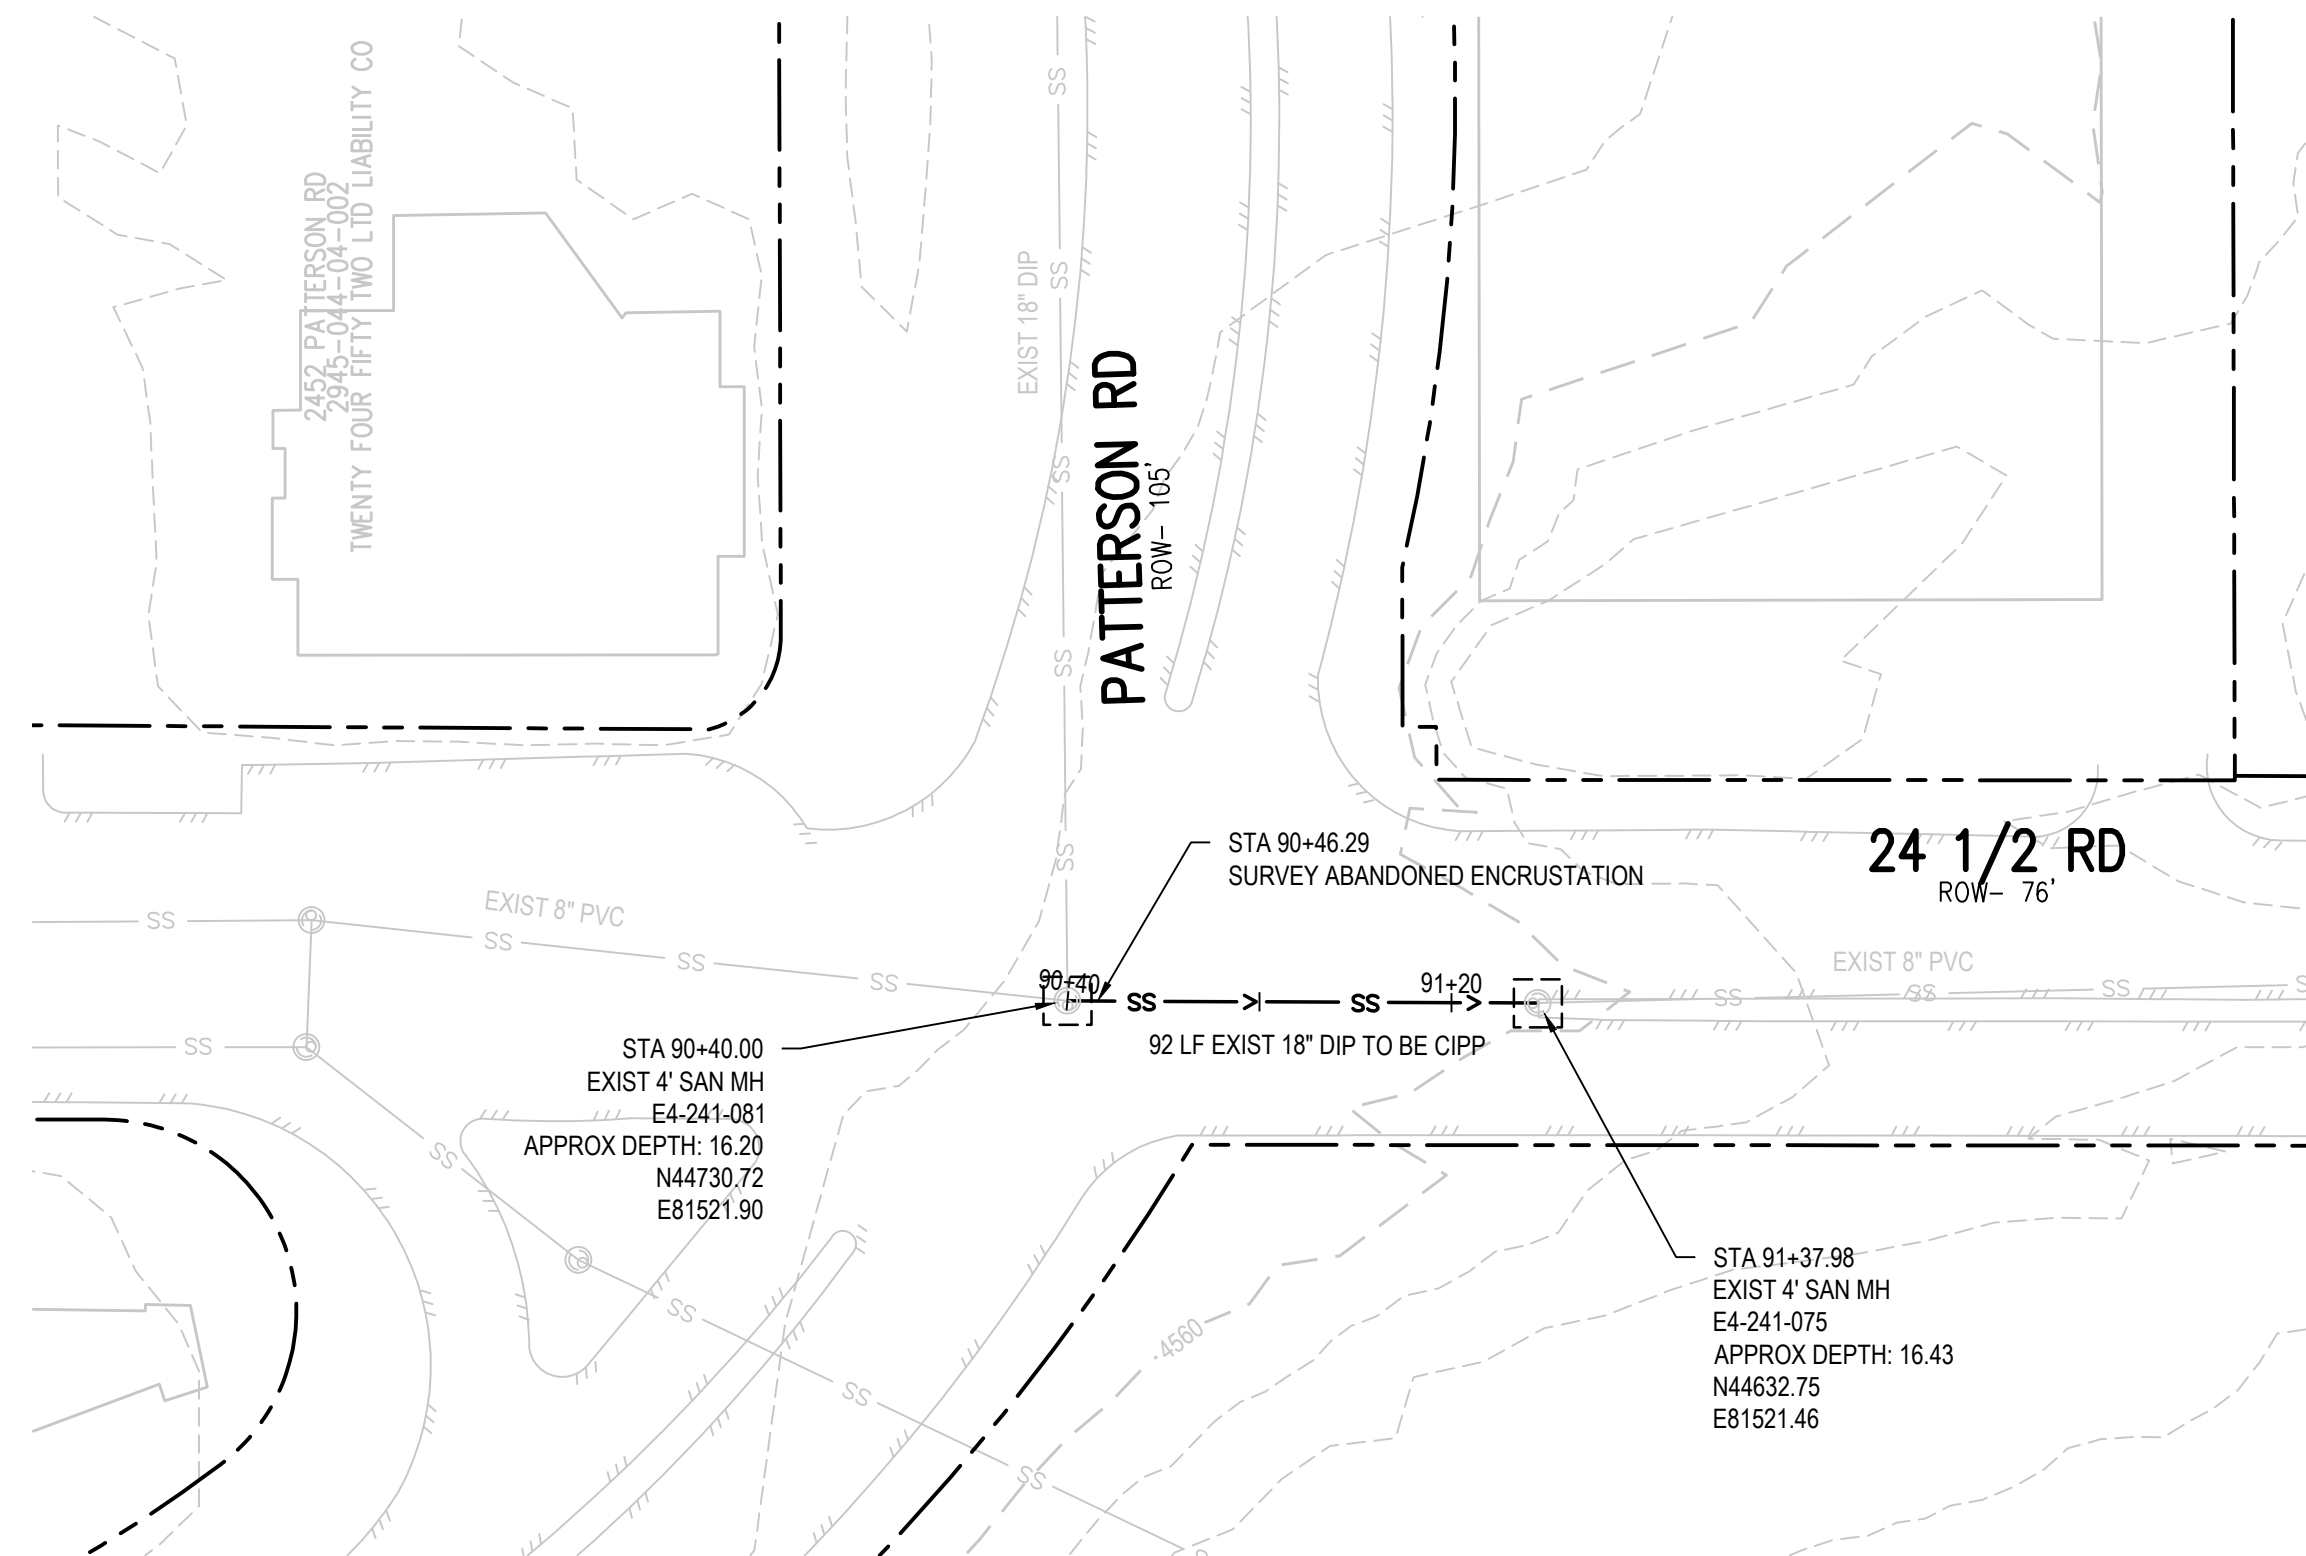 2452 PATTERSON RD
2945-044-04-002
TWENTY FOUR FIFTY TWO LTD LIABILITY CO
SS
EXIST 18" DIP
SS
SS
SS
SS
PATTERSON RD
ROW- 105'
24 1/2 RD
ROW- 76'
STA 90+46.29
SURVEY ABANDONED ENCRUSTATION
SS
EXIST 8" PVC
SS
SS
SS
90+40
SS
SS
91+20
EXIST 8" PVC
SS
SS
SS
92 LF EXIST 18" DIP TO BE CIPP
SS
STA 90+40.00
EXIST 4' SAN MH
E4-241-081
APPROX DEPTH: 16.20
N44730.72
E81521.90
SS
SS
SS
SS
4560
STA 91+37.98
EXIST 4' SAN MH
E4-241-075
APPROX DEPTH: 16.43
N44632.75
E81521.46